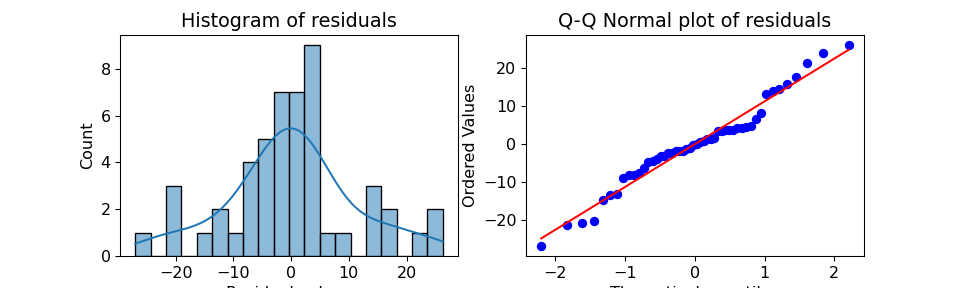 Histogram of residuals
Q-Q Normal plot of residuals
Count
8
6
4
2
0
−20 −10 0 10 20
Ordered Values
20
10
0
−10
−20
−2 −1 0 1 2